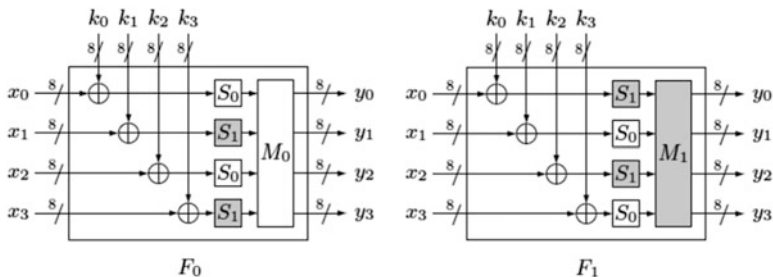 k₀ k₁ k₂ k₃ k₀ k₁ k₂ k₃
8 8 8 8 8 8 8 8
x₀ 8 S₀ 8 y₀ x₀ 8 S₁ 8 y₀
x₁ 8 S₁ 8 y₁ x₁ 8 S₀ 8 y₁
M₀ M₁
x₂ 8 S₀ 8 y₂ x₂ 8 S₁ 8 y₂
x₃ 8 S₁ 8 y₃ x₃ 8 S₀ 8 y₃
F₀ F₁